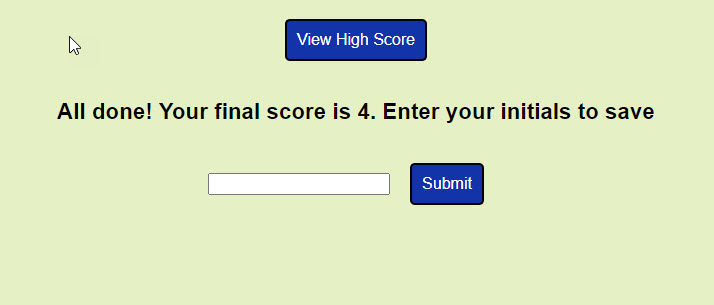 View High Score
All done! Your final score is 4. Enter your initials to save
Submit